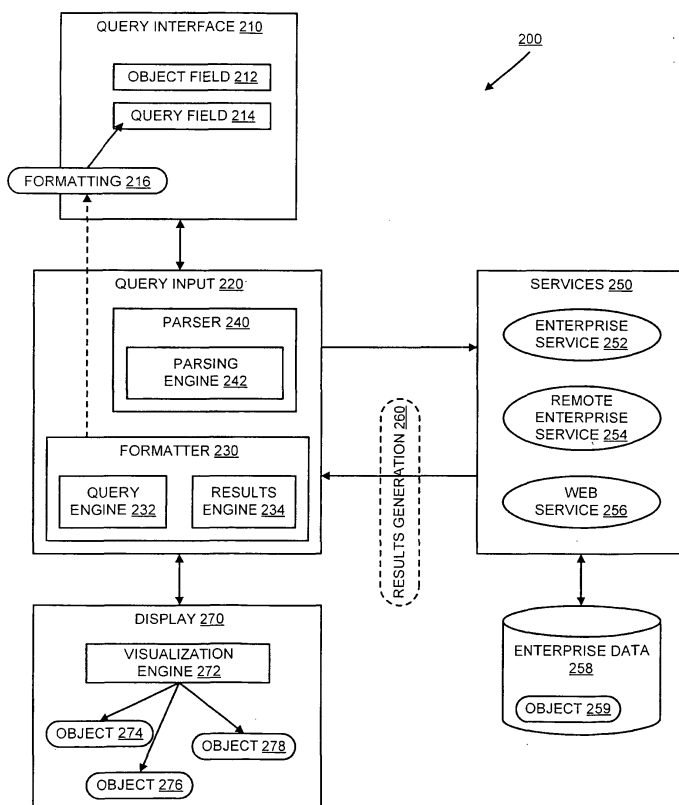 QUERY INTERFACE 210
200
OBJECT FIELD 212
QUERY FIELD 214
FORMATTING 216
QUERY INPUT 220
PARSER 240
PARSING
ENGINE 242
FORMATTER 230
QUERY
ENGINE 232
RESULTS
ENGINE 234
RESULTS GENERATION 260
SERVICES 250
ENTERPRISE
SERVICE 252
REMOTE
ENTERPRISE
SERVICE 254
WEB
SERVICE 256
DISPLAY 270
VISUALIZATION
ENGINE 272
OBJECT 274
OBJECT 278
OBJECT 276
ENTERPRISE DATA
258
OBJECT 259